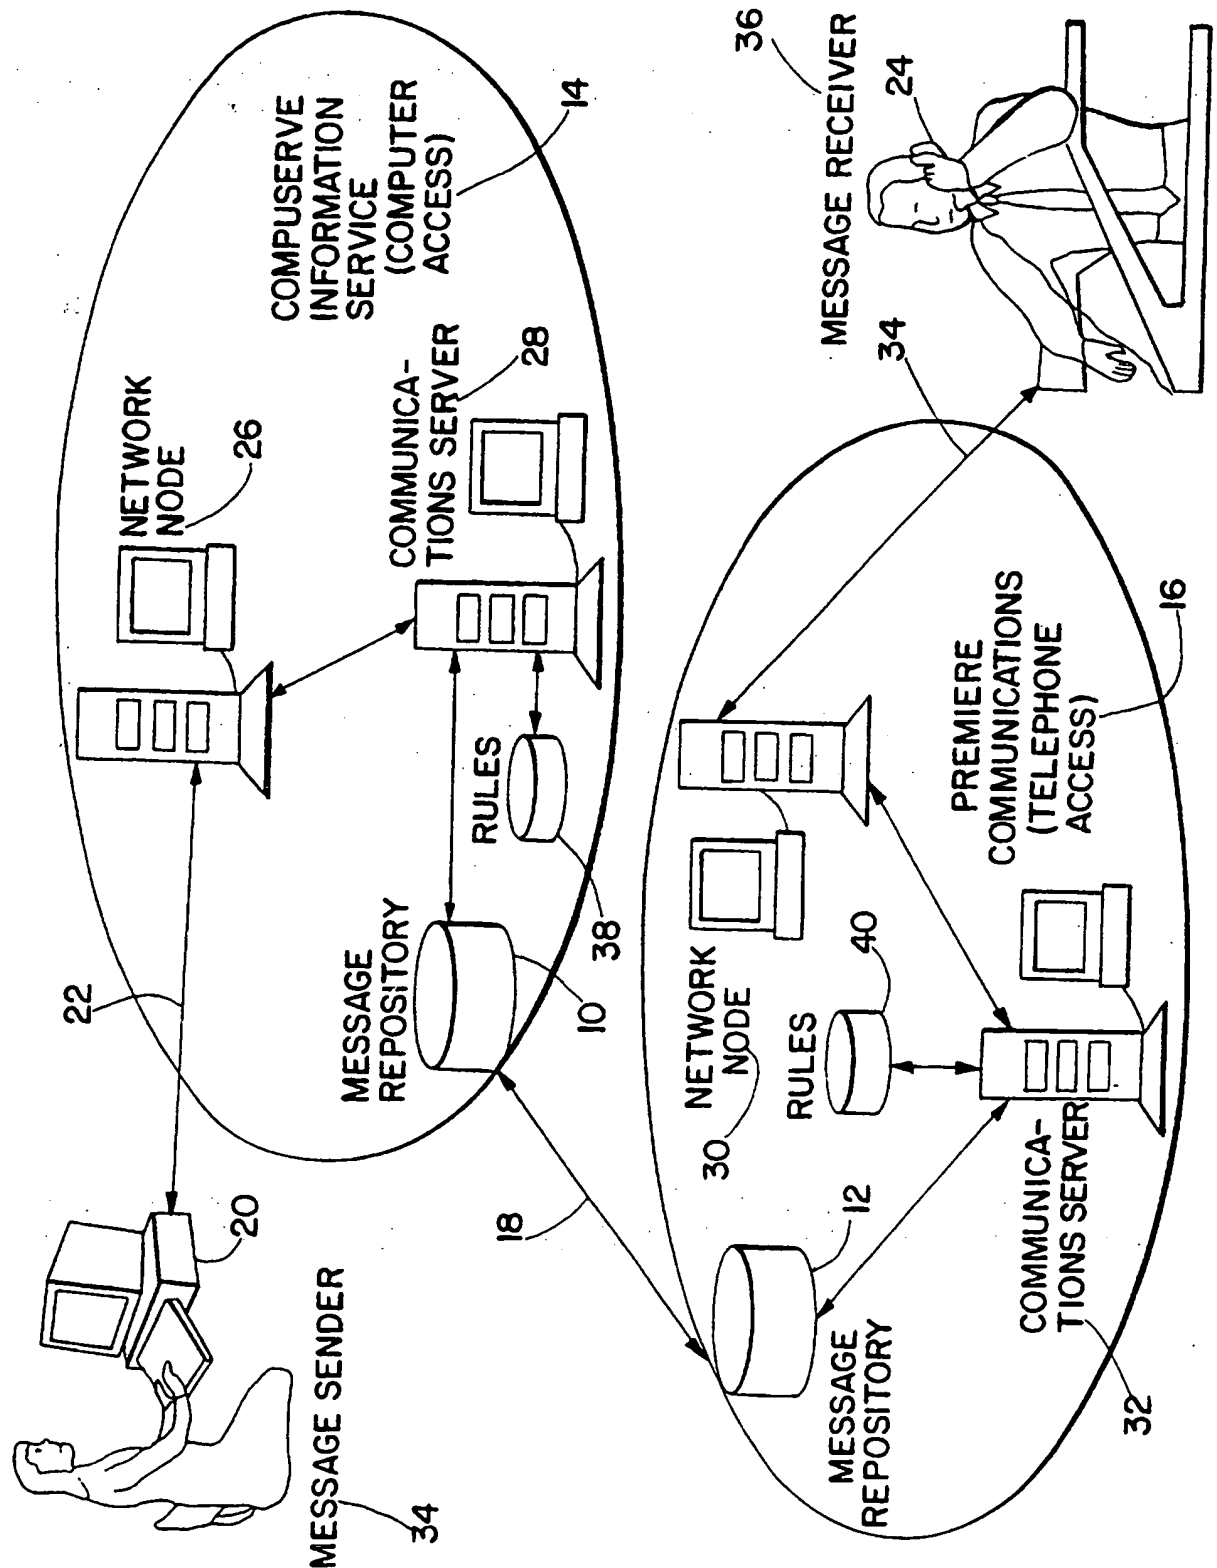 MESSAGE SENDER
34
20
22
NETWORK
NODE
26
COMPUSERVE
INFORMATION
SERVICE
(COMPUTER
ACCESS)
14
COMMUNICA-
TIONS SERVER
28
RULES
38
MESSAGE
REPOSITORY
10
18
MESSAGE
REPOSITORY
12
NETWORK
NODE
30
RULES
40
COMMUNICA-
TIONS SERVER
32
PREMIERE
COMMUNICATIONS
(TELEPHONE
ACCESS)
16
34
MESSAGE RECEIVER
36
24